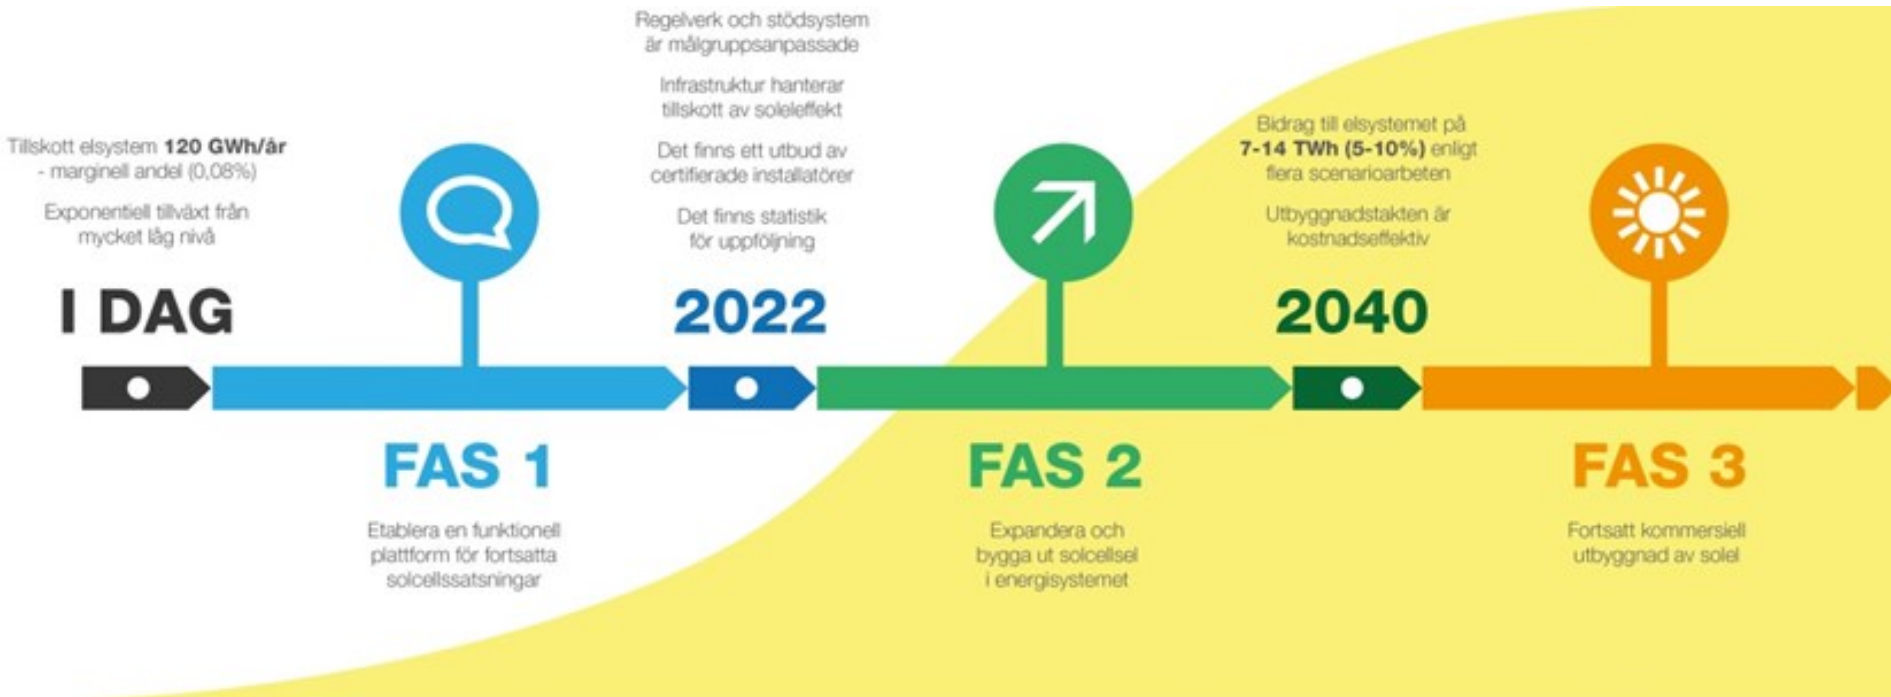 Tillskott elsystem 120 GWh/år
- marginell andel (0,08%)
Exponentiell tillväxt från
mycket låg nivå
I DAG
FAS 1
Etablera en funktionell
plattform för fortsatta
solcellssatsningar
Regelverk och stödsystem
är målgruppsanpassade
Infrastruktur hanterar
tillskott av soleleffekt
Det finns ett utbud av
certifierade installatörer
Det finns statistik
för uppföljning
2022
FAS 2
Expandera och
bygga ut solcellsel
i energisystemet
Bidrag till elsystemet på
7-14 TWh (5-10%) enligt
flera scenarioarbeten
Utbyggnadstakten är
kostnadseffektiv
2040
FAS 3
Fortsatt kommersiell
utbyggnad av solel